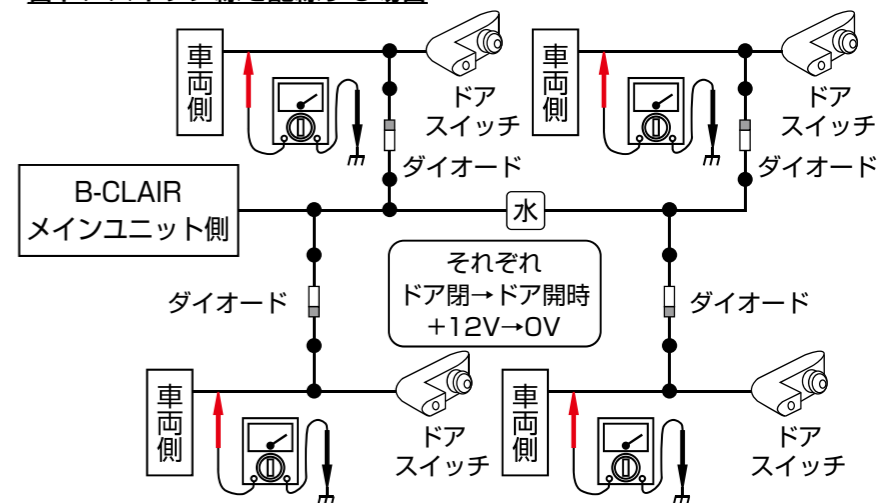 車両側
ドア
スイッチ
ダイオード
車両側
ドア
スイッチ
ダイオード
B-CLAIR
メインユニット側
水
それぞれ
ドア閉→ドア開時
+12V→0V
ダイオード
ダイオード
車両側
ドア
スイッチ
車両側
ドア
スイッチ